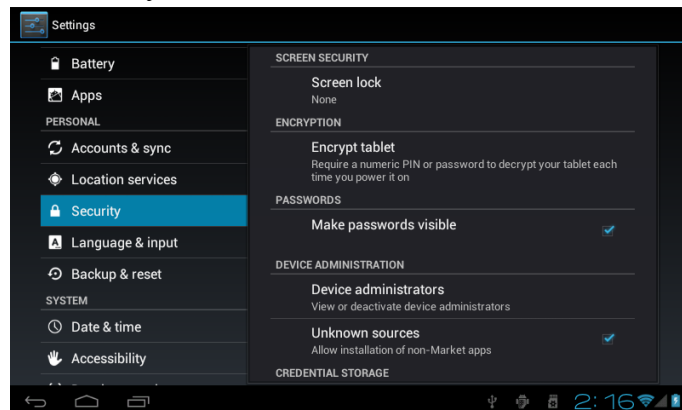 Settings
Battery
Apps
PERSONAL
Accounts & sync
Location services
Security
Language & input
Backup & reset
SYSTEM
Date & time
Accessibility
SCREEN SECURITY
Screen lock
None
ENCRYPTION
Encrypt tablet
Require a numeric PIN or password to decrypt your tablet each
time you power it on
PASSWORDS
Make passwords visible
DEVICE ADMINISTRATION
Device administrators
View or deactivate device administrators
Unknown sources
Allow installation of non-Market apps
CREDENTIAL STORAGE
2:16